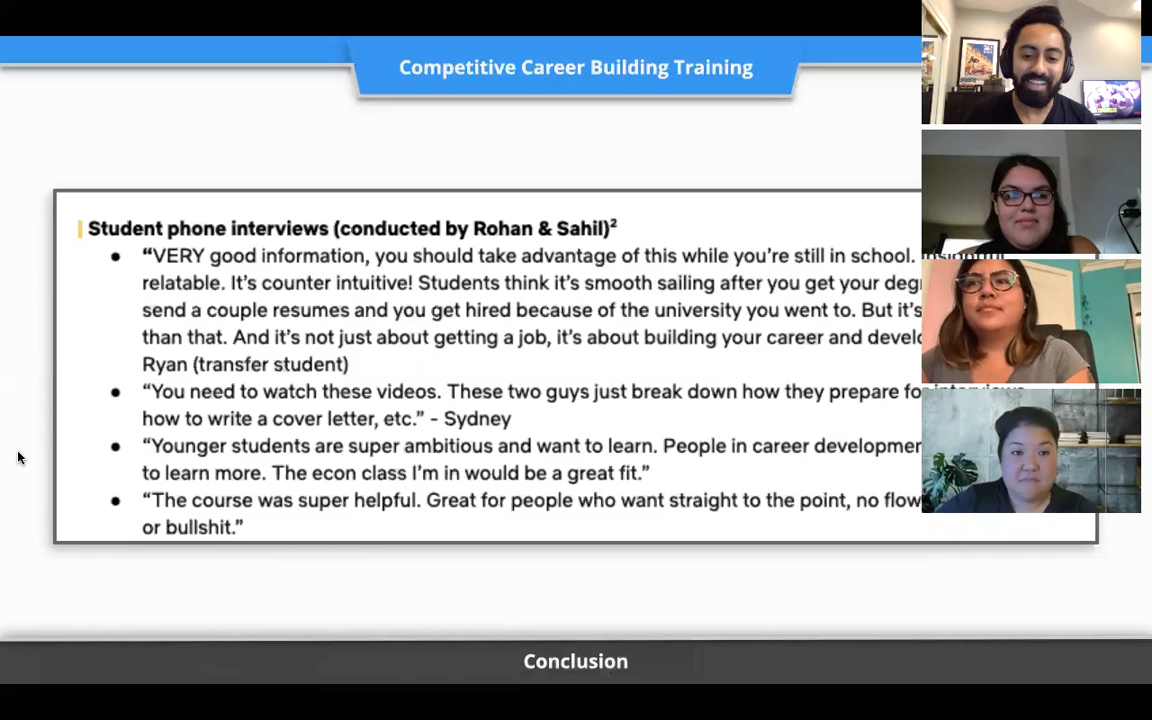 Competitive Career Building Training
Student phone interviews (conducted by Rohan & Sahil)²
● “VERY good information, you should take advantage of this while you’re still in school.
relatable. It’s counter intuitive! Students think it’s smooth sailing after you get your
send a couple resumes and you get hired because of the university you went to. But it’s
than that. And it’s not just about getting a job, it’s about building your career and
Ryan (transfer student)
● “You need to watch these videos. These two guys just break down how they prepare for interviews
how to write a cover letter, etc.” - Sydney
● “Younger students are super ambitious and want to learn. People in career
to learn more. The econ class I’m in would be a great fit.”
● “The course was super helpful. Great for people who want straight to the point, no
or bullshit.”
Conclusion